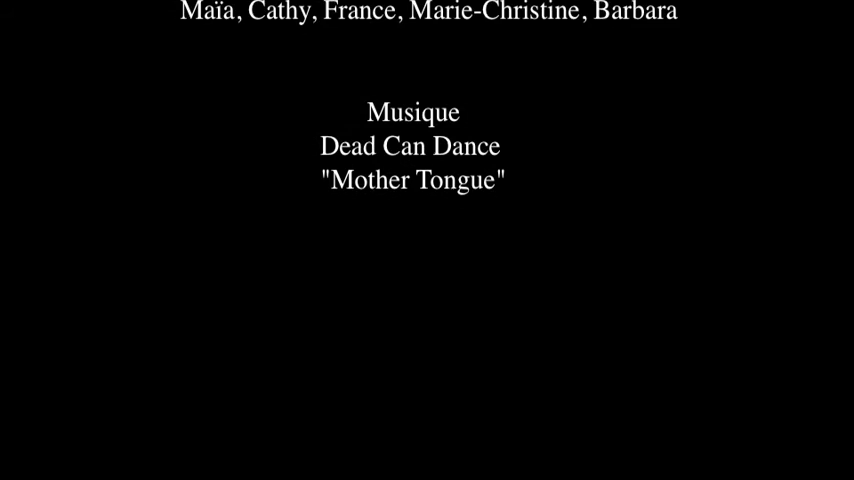 Maïa, Cathy, France, Marie-Christine, Barbara
Musique
Dead Can Dance
"Mother Tongue"